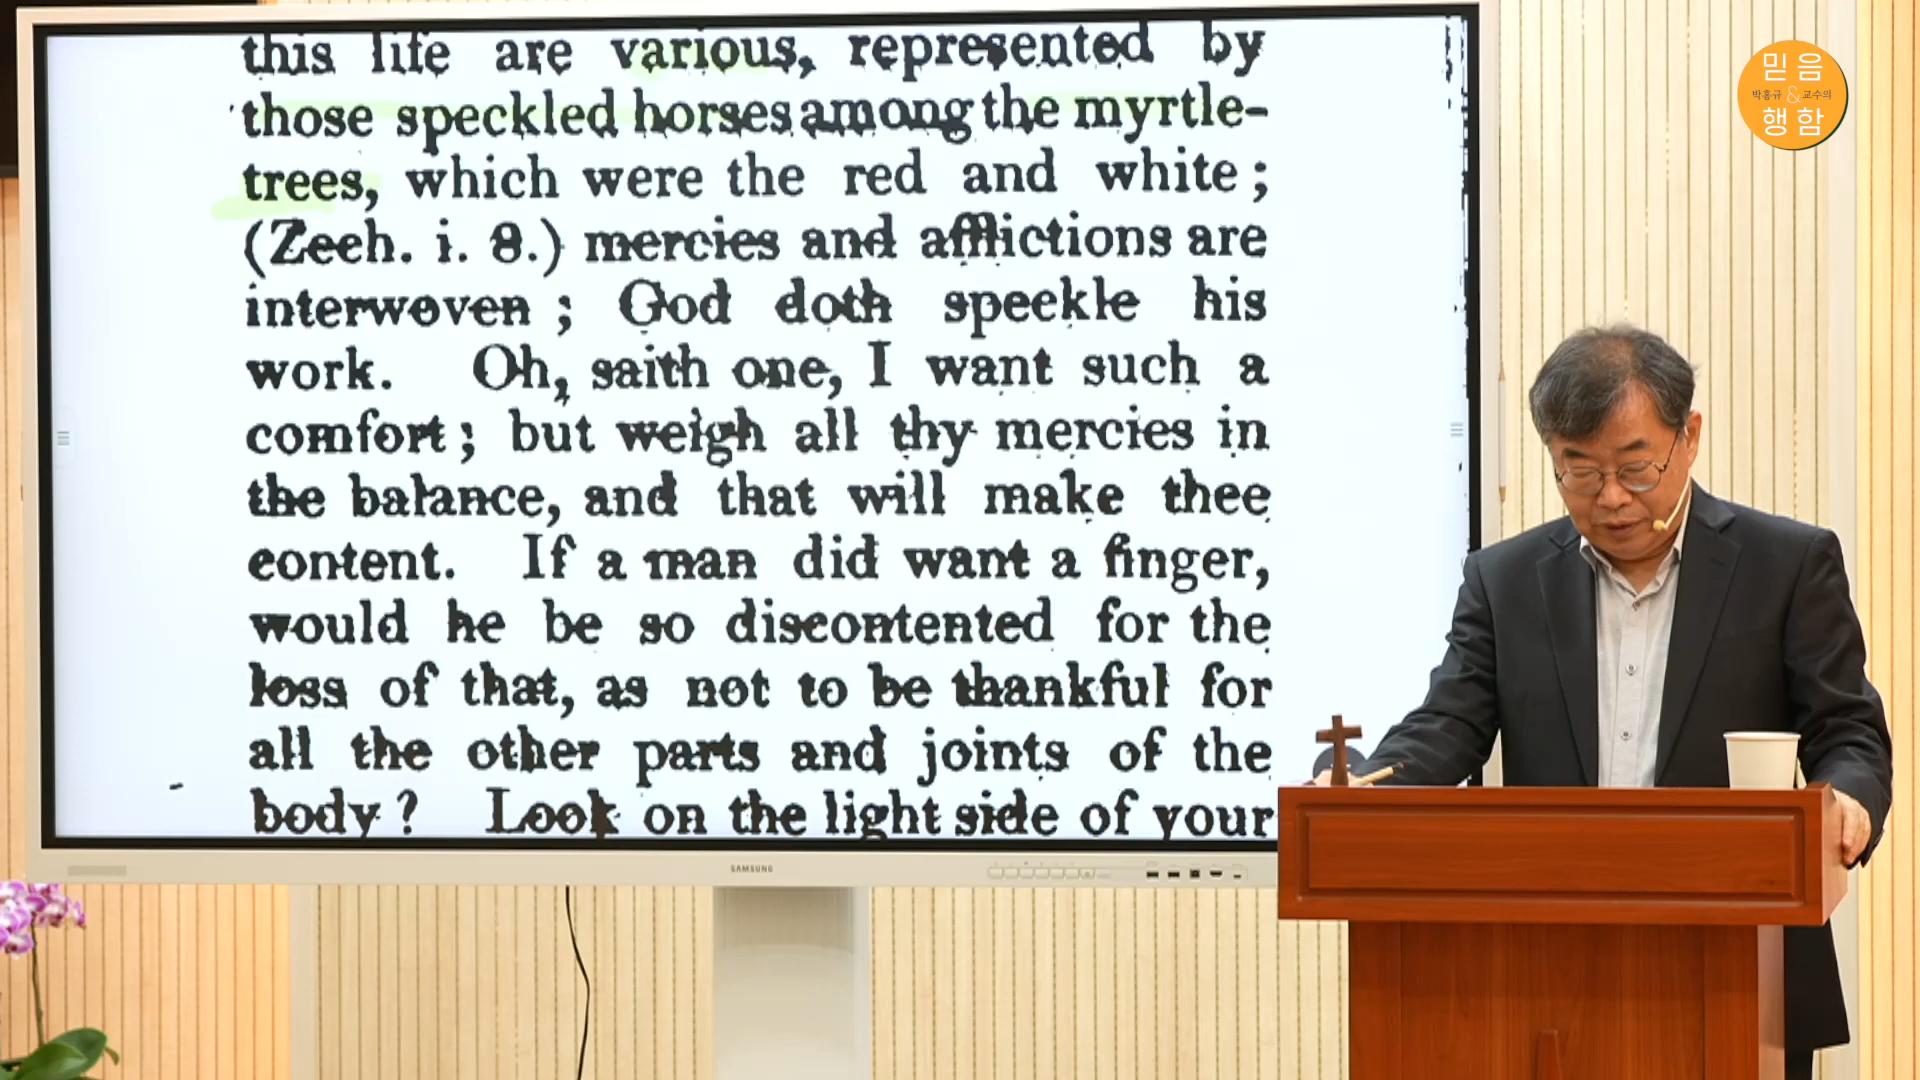 this life are various, represented by
those speckled horses among the myrtle-
trees, which were the red and white;
(Zech. i. 8.) mercies and afflictions are
interwoven; God doth speckle his
work. Oh, saith one, I want such a
comfort; but weigh all thy mercies in
the balance, and that will make thee
content. If a man did want a finger,
would he be so discontented for the
loss of that, as not to be thankful for
all the other parts and joints of the
body? Look on the light side of your
SAMSUNG
믿음
박홍규 & 교수의
행함